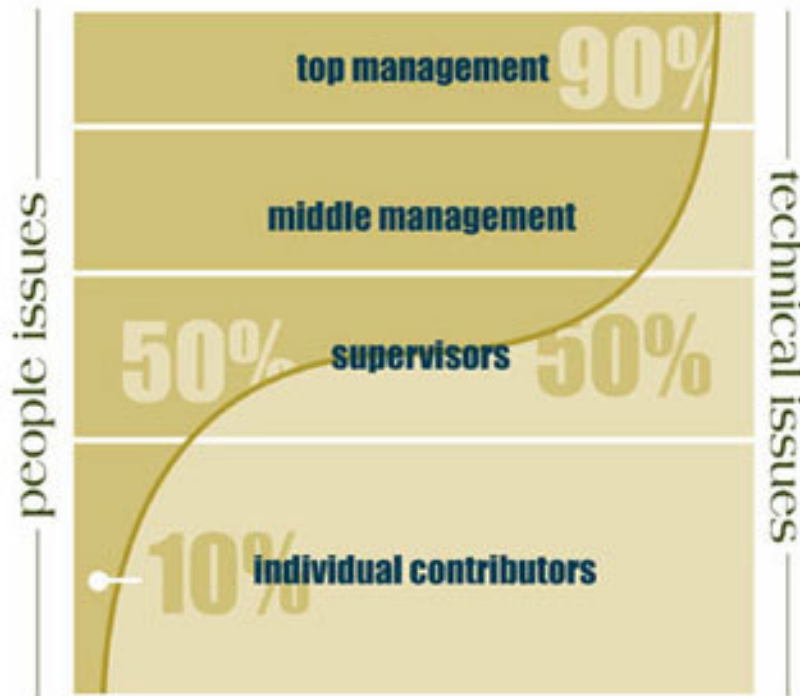 people issues
top management 90%
middle management
50% supervisors 50%
10% individual contributors
technical issues